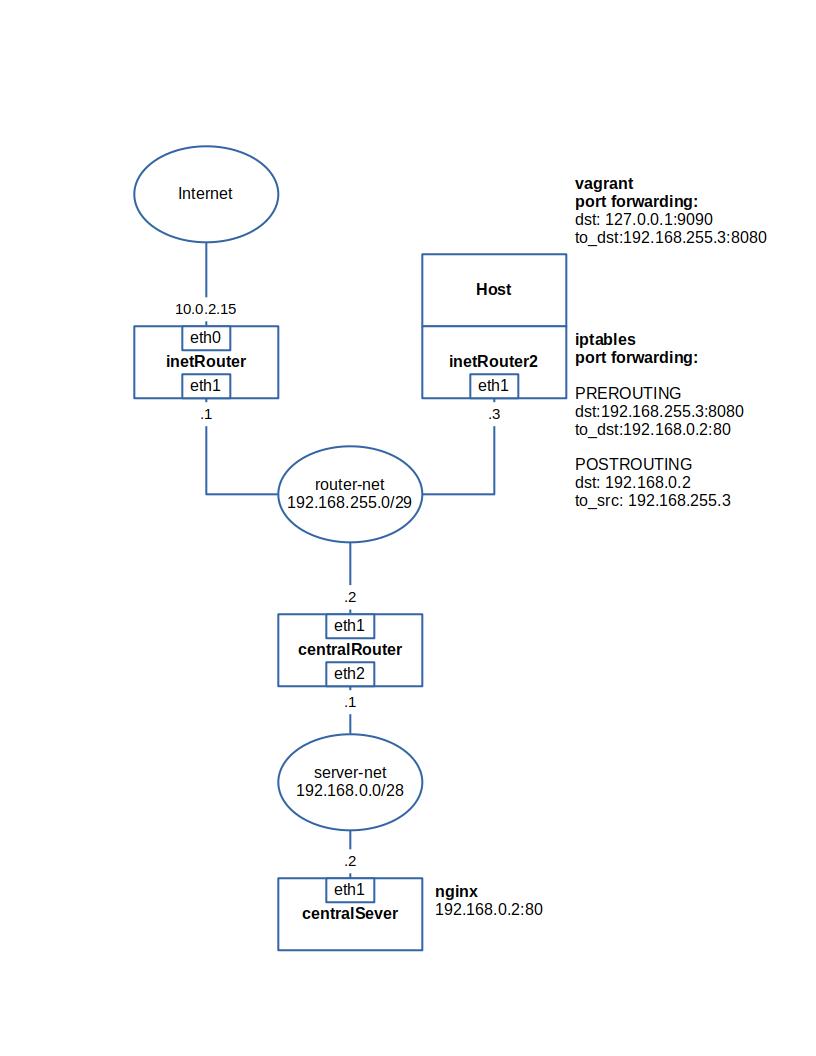 Internet
10.0.2.15
eth0
inetRouter
eth1
.1
vagrant
port forwarding:
dst: 127.0.0.1:9090
to_dst:192.168.255.3:8080
Host
inetRouter2
eth1
.3
iptables
port forwarding:
PREROUTING
dst:192.168.255.3:8080
to_dst:192.168.0.2:80
POSTROUTING
dst: 192.168.0.2
to_src: 192.168.255.3
router-net
192.168.255.0/29
.2
eth1
centralRouter
eth2
.1
server-net
192.168.0.0/28
.2
eth1
centralSever
nginx
192.168.0.2:80